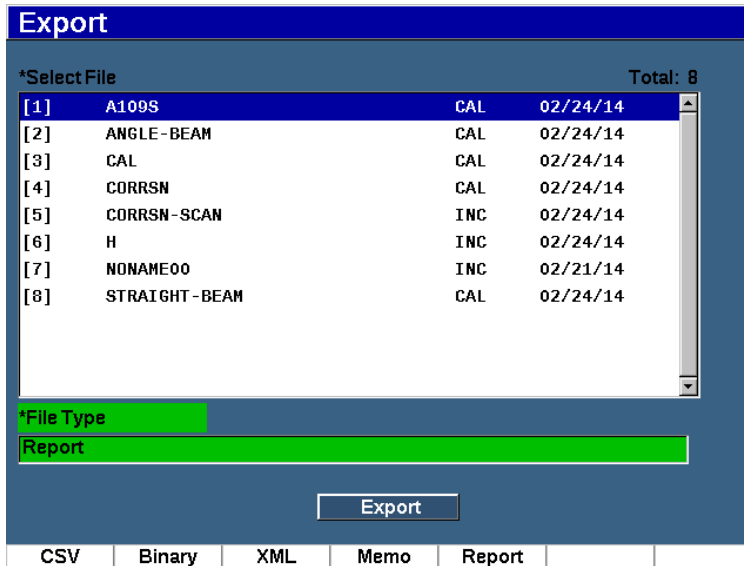 Export
*Select File Total: 8
[1] A109S CAL 02/24/14
[2] ANGLE-BEAM CAL 02/24/14
[3] CAL CAL 02/24/14
[4] CORRSN CAL 02/24/14
[5] CORRSN-SCAN INC 02/24/14
[6] H INC 02/24/14
[7] NONAME00 INC 02/21/14
[8] STRAIGHT-BEAM CAL 02/24/14
*File Type
Report
Export
CSV Binary XML Memo Report